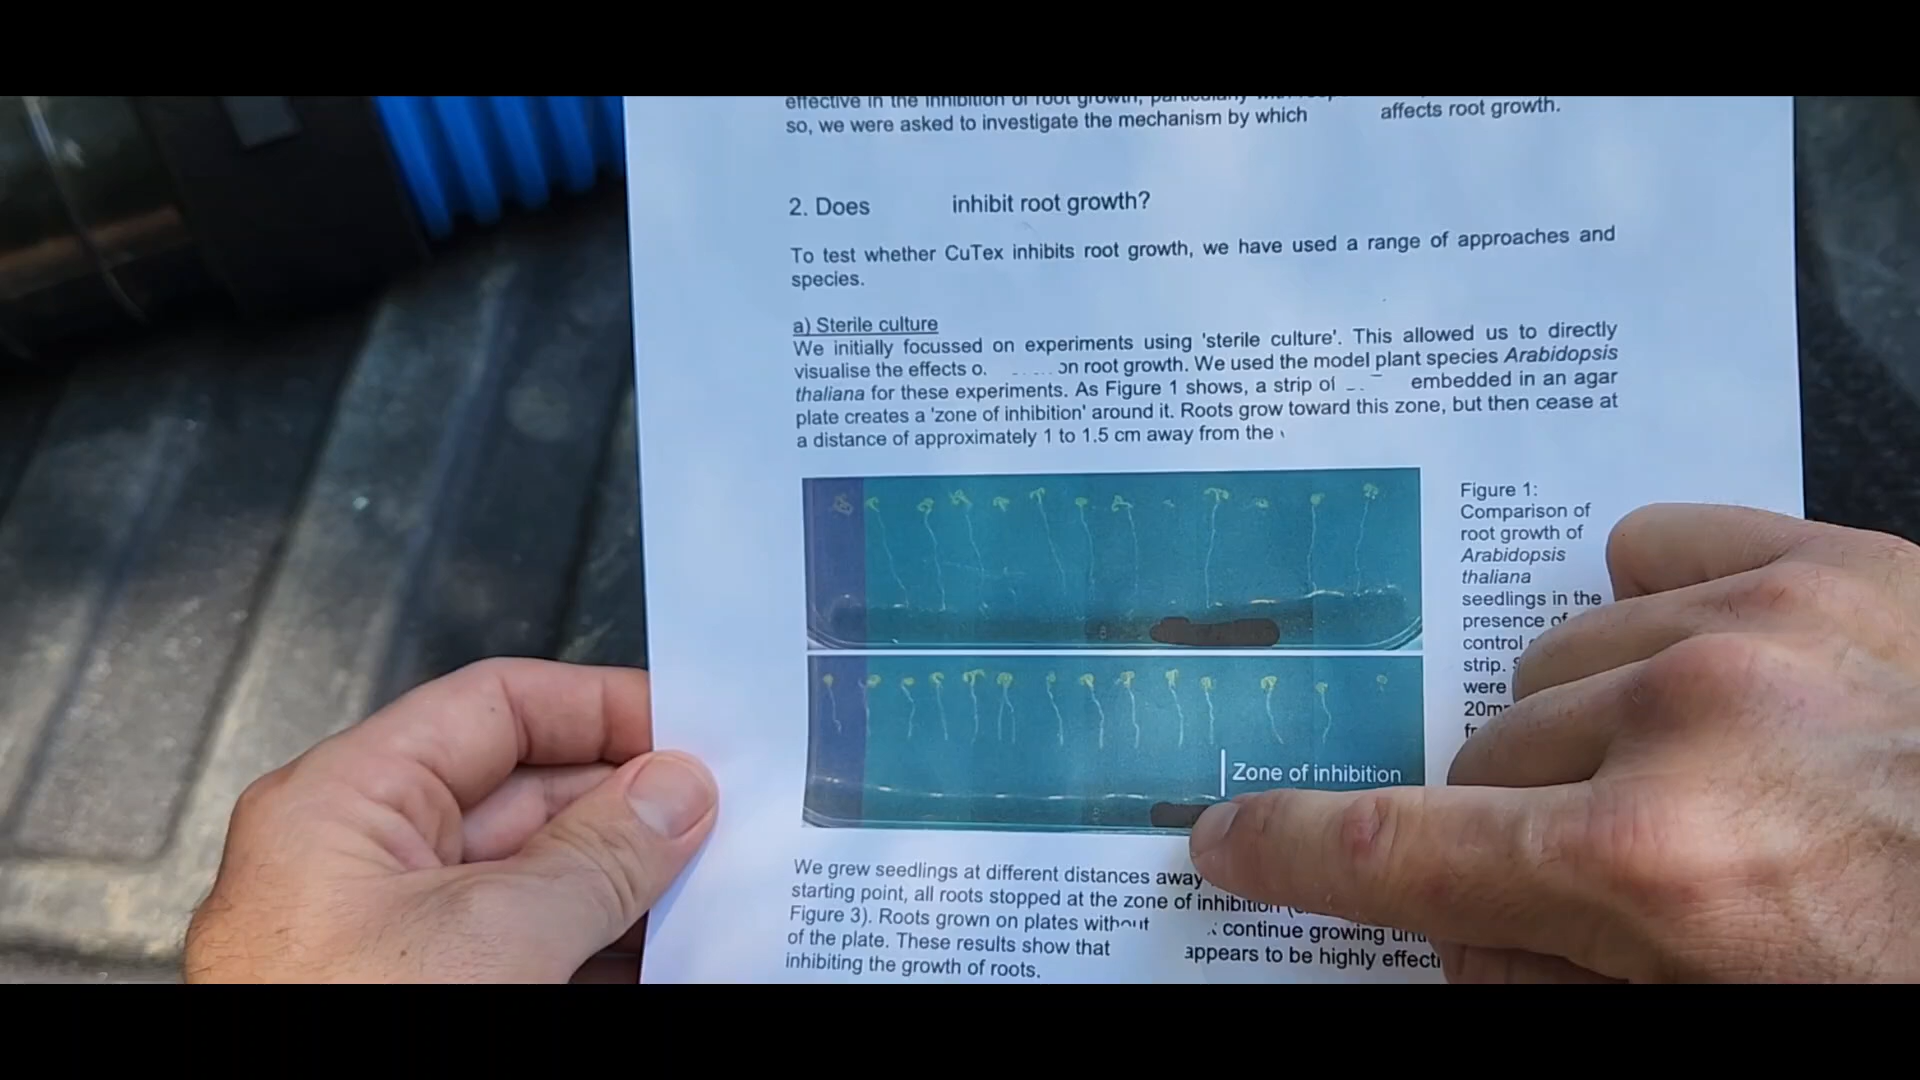 effective in the inhibition of root growth, particularly
so, we were asked to investigate the mechanism by which affects root growth.
2. Does inhibit root growth?
To test whether CuTex inhibits root growth, we have used a range of approaches and
species.
a) Sterile culture
We initially focussed on experiments using 'sterile culture'. This allowed us to directly
visualise the effects on root growth. We used the model plant species Arabidopsis
thaliana for these experiments. As Figure 1 shows, a strip of embedded in an agar
plate creates a 'zone of inhibition' around it. Roots grow toward this zone, but then cease at
a distance of approximately 1 to 1.5 cm away from the
Figure 1:
Comparison of
root growth of
Arabidopsis
thaliana
seedlings in the
presence of
control
strip.
were
Zone of inhibition
We grew seedlings at different distances away
starting point, all roots stopped at the zone of inhibition
Figure 3). Roots grown on plates without continue growing
of the plate. These results show that appears to be highly
inhibiting the growth of roots.